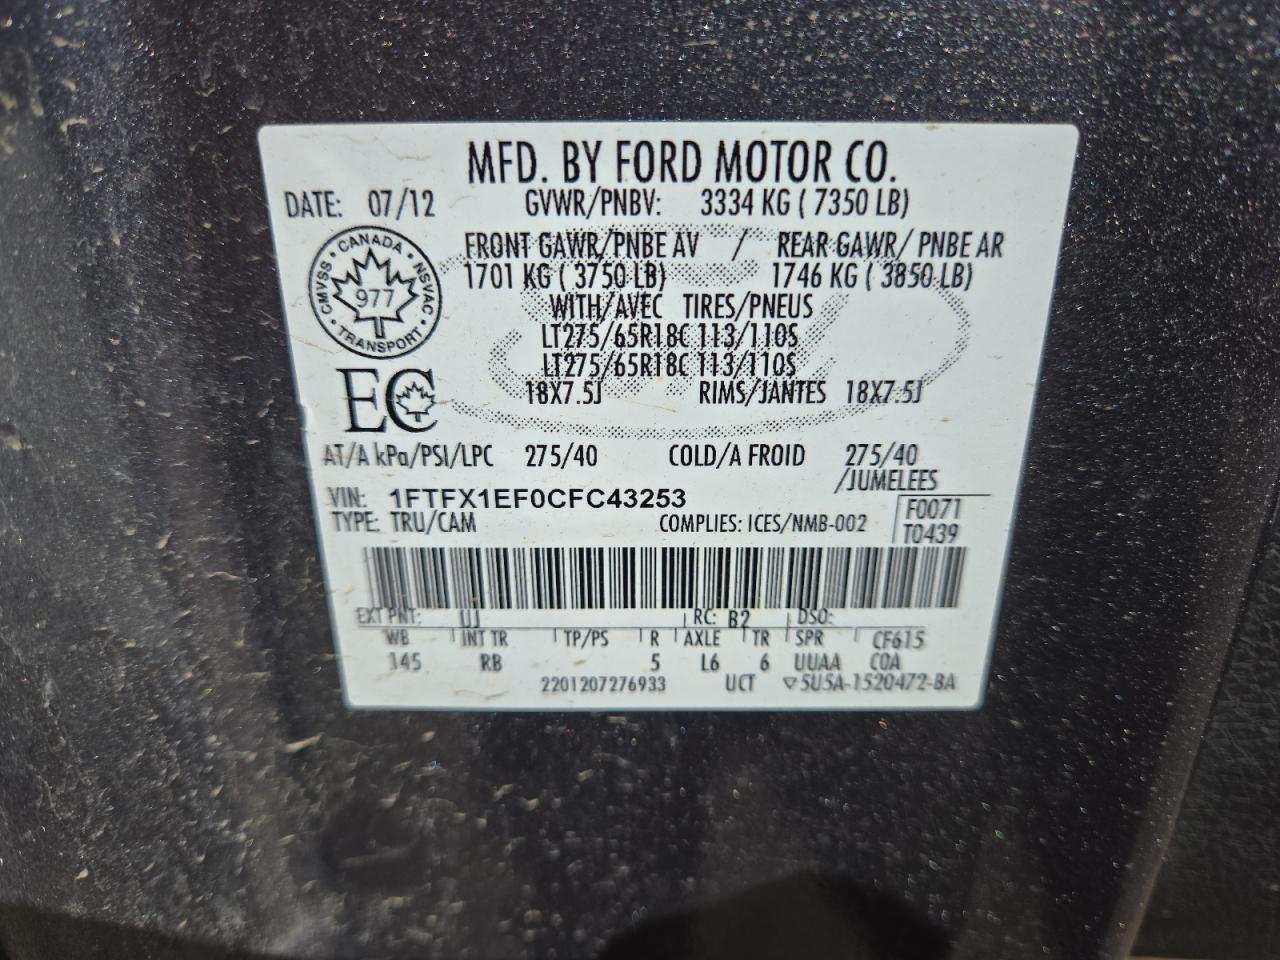 MFD. BY FORD MOTOR CO.
DATE: 07/12 GVWR/PNBV: 3334 KG ( 7350 LB)
FRONT GAWR/PNBE AV / REAR GAWR/ PNBE AR
1701 KG ( 3750 LB) 1746 KG ( 3850 LB)
WITH/AVEC TIRES/PNEUS
LT275/65R18C 113/110S
LT275/65R18C 113/110S
18X7.5J RIMS/JANTES 18X7.5J
CANADA · NSVAC · TRANSPORT · CMVSS
977
EC
AT/A kPa/PSI/LPC 275/40 COLD/A FROID 275/40
/JUMELEES
VIN: 1FTFX1EF0CFC43253
TYPE: TRU/CAM COMPLIES: ICES/NMB-002
F0071
T0439
EXT PNT: UJ RC: B2 DSO:
WB INT TR TP/PS R AXLE TR SPR CF615
145 RB 5 L6 6 UUAA COA
2201207276933 UCT ▽5U5A-1520472-BA